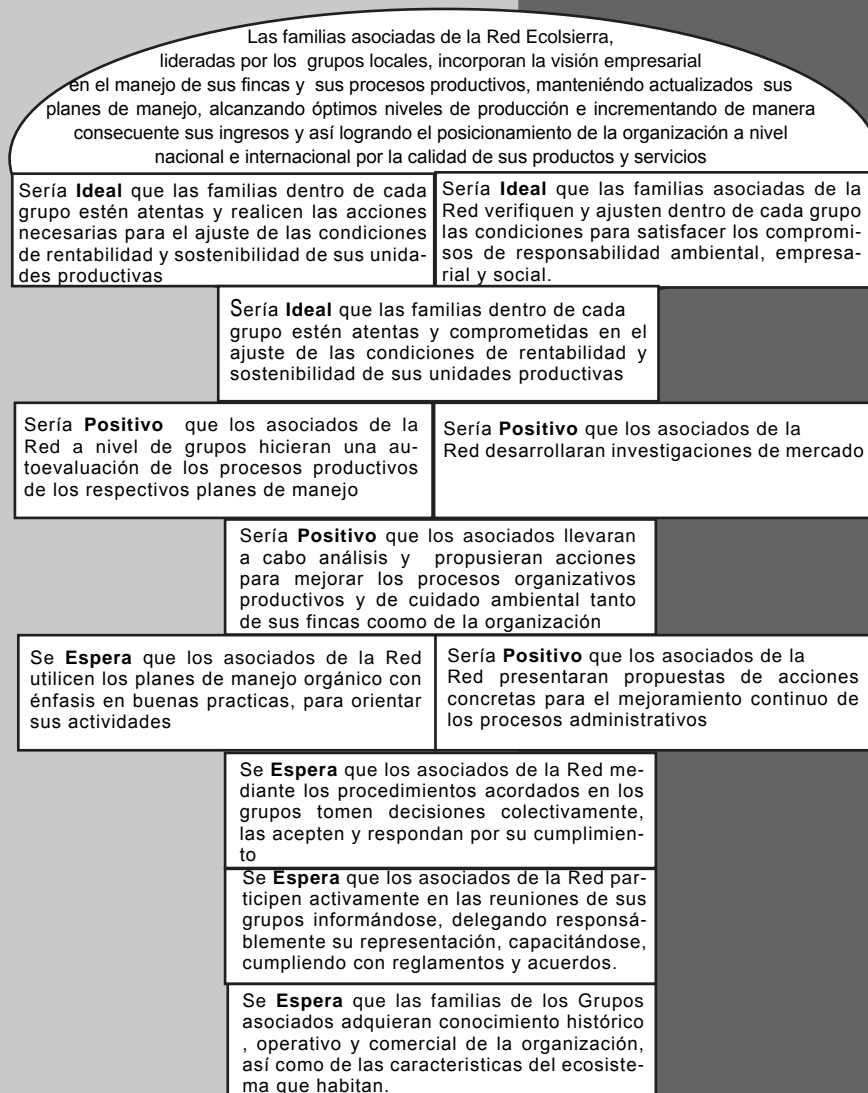 Las familias asociadas de la Red Ecolsierra,
lideradas por los grupos locales, incorporan la visión empresarial
en el manejo de sus fincas y sus procesos productivos, manteniéndo actualizados sus
planes de manejo, alcanzando óptimos niveles de producción e incrementando de manera
consecuente sus ingresos y así logrando el posicionamiento de la organización a nivel
nacional e internacional por la calidad de sus productos y servicios
Sería Ideal que las familias dentro de cada
grupo estén atentas y realicen las acciones
necesarias para el ajuste de las condiciones
de rentabilidad y sostenibilidad de sus unida-
des productivas
Sería Ideal que las familias asociadas de la
Red verifiquen y ajusten dentro de cada grupo
las condiciones para satisfacer los compromi-
sos de responsabilidad ambiental, empresa-
rial y social.
Sería Ideal que las familias dentro de cada
grupo estén atentas y comprometidas en el
ajuste de las condiciones de rentabilidad y
sostenibilidad de sus unidades productivas
Sería Positivo que los asociados de la
Red a nivel de grupos hicieran una au-
toevaluación de los procesos productivos
de los respectivos planes de manejo
Sería Positivo que los asociados de la
Red desarrollaran investigaciones de mercado
Sería Positivo que los asociados llevaran
a cabo análisis y propusieran acciones
para mejorar los procesos organizativos
productivos y de cuidado ambiental tanto
de sus fincas coomo de la organización
Se Espera que los asociados de la Red
utilicen los planes de manejo orgánico con
énfasis en buenas practicas, para orientar
sus actividades
Sería Positivo que los asociados de la
Red presentaran propuestas de acciones
concretas para el mejoramiento continuo de
los procesos administrativos
Se Espera que los asociados de la Red me-
diante los procedimientos acordados en los
grupos tomen decisiones colectivamente,
las acepten y respondan por su cumplimien-
to
Se Espera que los asociados de la Red par-
ticipen activamente en las reuniones de sus
grupos informándose, delegando responsá-
blemente su representación, capacitándose,
cumpliendo con reglamentos y acuerdos.
Se Espera que las familias de los Grupos
asociados adquieran conocimiento histórico
, operativo y comercial de la organización,
así como de las caracteristicas del ecosiste-
ma que habitan.